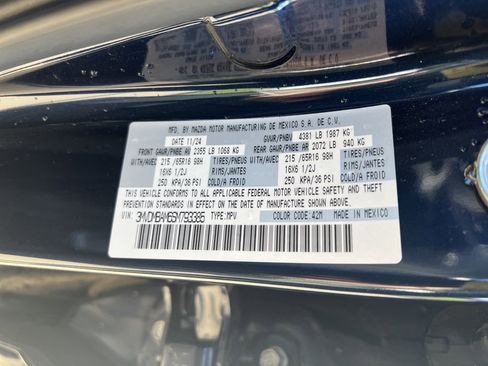 MFD. BY MAZDA MOTOR MANUFACTURING DE MEXICO S.A. DE C.V.
DATE 11/24 GVWR/PNBV 4381 LB 1987 KG
FRONT GAWR/PNBE AV 2355 LB 1068 KG REAR GAWR/PNBE AR 2072 LB 940 KG
WITH/AVEC 215/65R16 98H TIRES/PNEUS WITH/AVEC 215/65R16 98H TIRES/PNEUS
16X6 1/2J RIMS/JANTES 16X6 1/2J RIMS/JANTES
250 KPA/36 PSI COLD/A FROID 250 KPA/36 PSI COLD/A FROID
THIS VEHICLE CONFORMS TO ALL APPLICABLE FEDERAL MOTOR VEHICLE SAFETY, BUMPER, AND THEFT
PREVENTION STANDARDS IN EFFECT ON THE DATE OF MANUFACTURE SHOWN ABOVE.
VIN: TYPE: MPV COLOR CODE: 42M MADE IN MEXICO